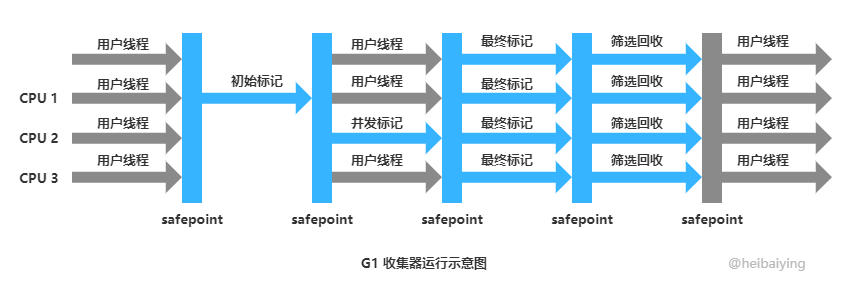 用户线程 用户线程 最终标记 筛选回收 用户线程
CPU 1 用户线程 初始标记 用户线程 最终标记 筛选回收 用户线程
CPU 2 用户线程 并发标记 最终标记 筛选回收 用户线程
CPU 3 用户线程 用户线程 最终标记 筛选回收 用户线程
safepoint safepoint safepoint safepoint safepoint
G1 收集器运行示意图 @heibaiying